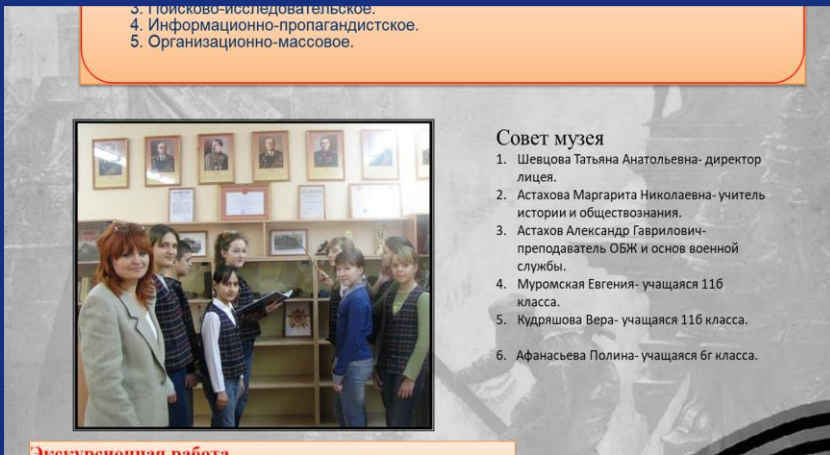 3. Поисково-исследовательское.
4. Информационно-пропагандистское.
5. Организационно-массовое.
Совет музея
1. Шевцова Татьяна Анатольевна- директор
лицея.
2. Астахова Маргарита Николаевна- учитель
истории и обществознания.
3. Астахов Александр Гаврилович-
преподаватель ОБЖ и основ военной
службы.
4. Муромская Евгения- учащаяся 11б
класса.
5. Кудряшова Вера- учащаяся 11б класса.
6. Афанасьева Полина- учащаяся 6г класса.
Экскурсионная работа